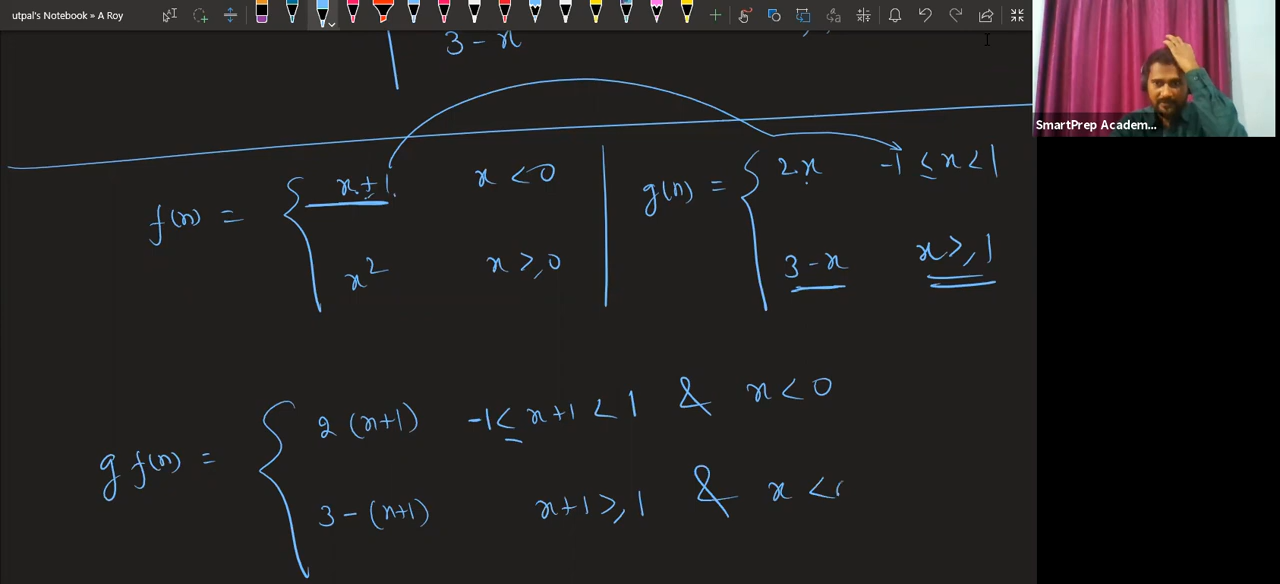 utpal's Notebook » A Roy
3 - x
SmartPrep Academ...
f(x) = { x+1 x < 0
x² x ≥ 0
g(x) = { 2x -1 ≤ x < 1
3-x x ≥ 1
g f(x) = { 2(x+1) -1 ≤ x+1 < 1 & x < 0
3-(x+1) x+1 ≥ 1 & x <